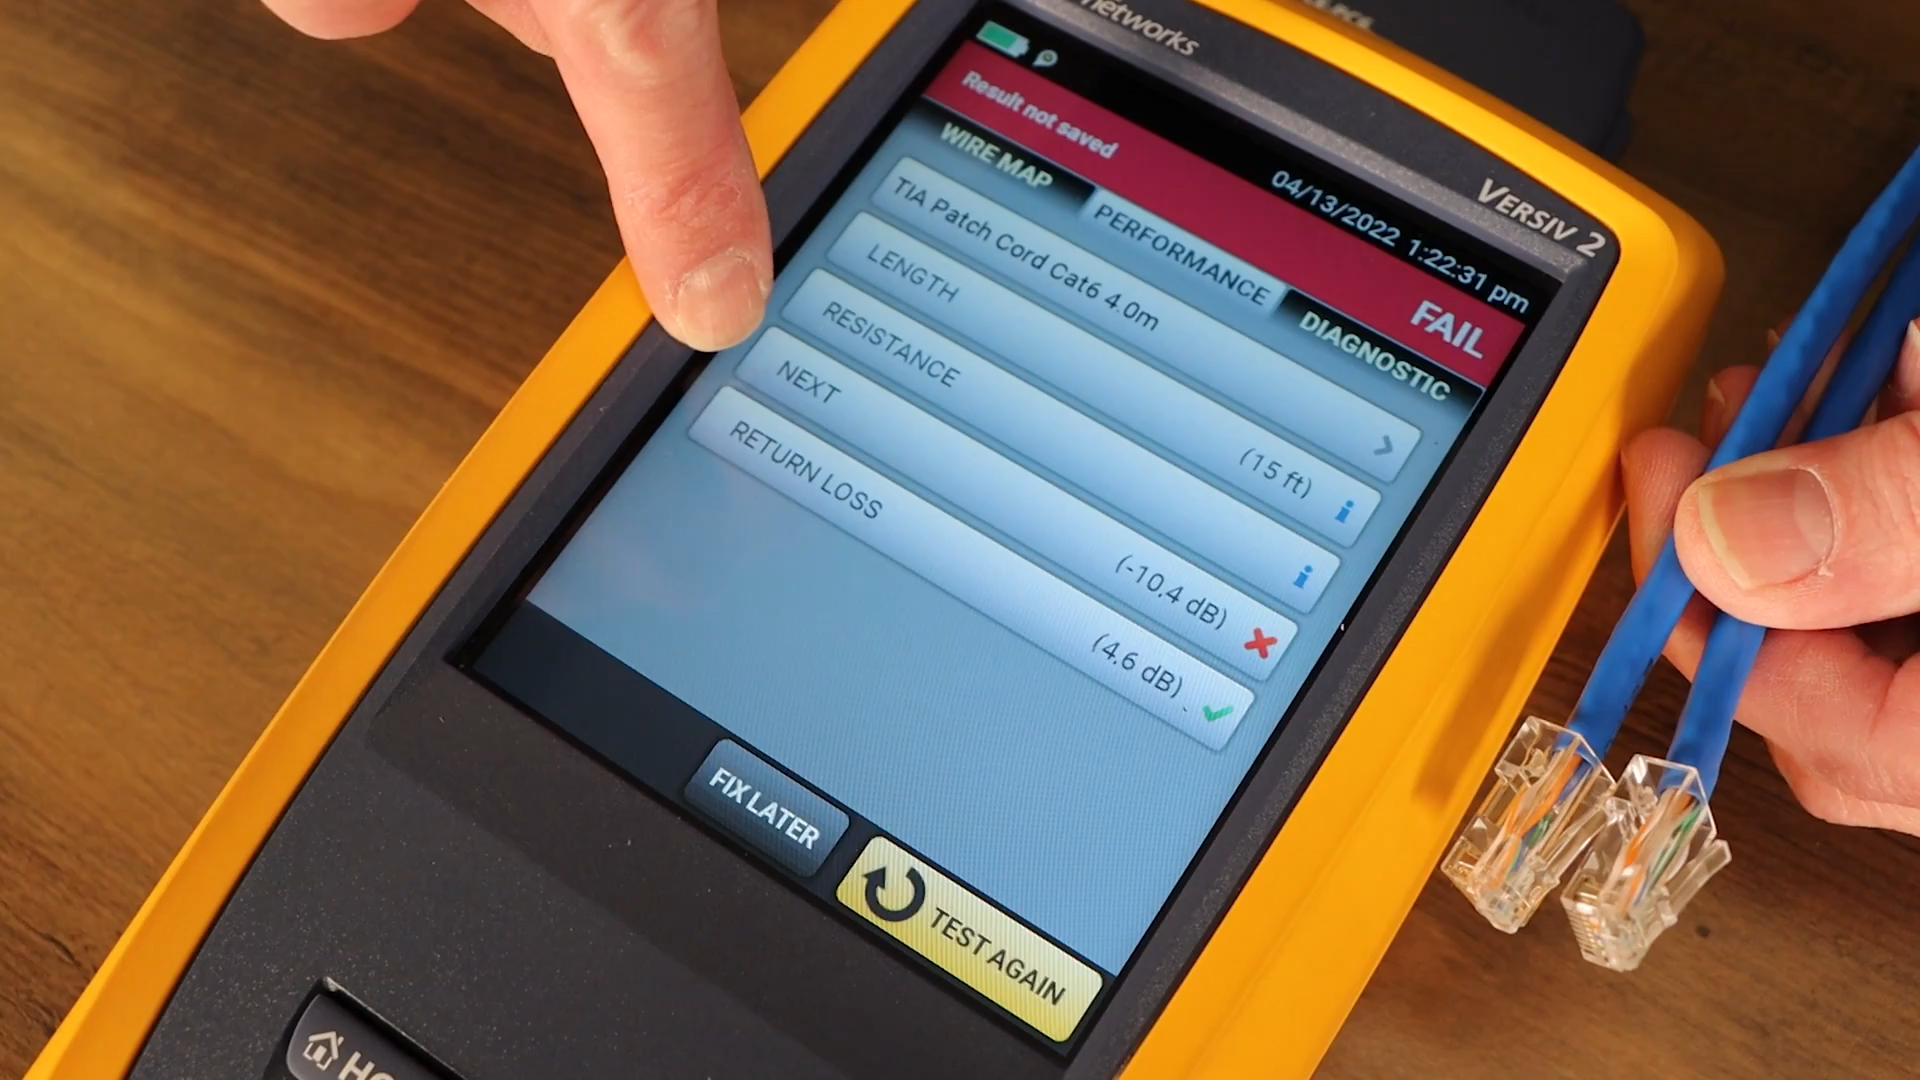 networks
VERSIV 2
04/13/2022 1:22:31 pm
Result not saved
FAIL
WIRE MAP
PERFORMANCE
DIAGNOSTIC
TIA Patch Cord Cat6 4.0m
LENGTH
(15 ft)
RESISTANCE
NEXT
(-10.4 dB)
RETURN LOSS
(4.6 dB)
FIX LATER
TEST AGAIN